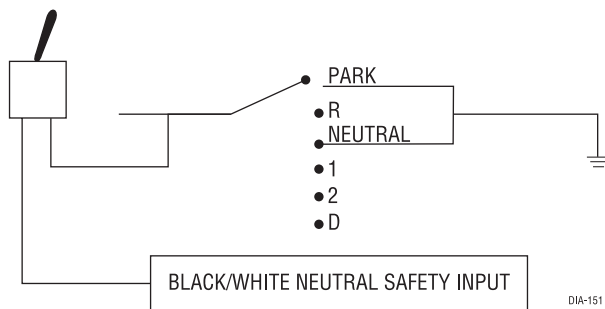 PARK
R
NEUTRAL
1
2
D
BLACK/WHITE NEUTRAL SAFETY INPUT
DIA-151